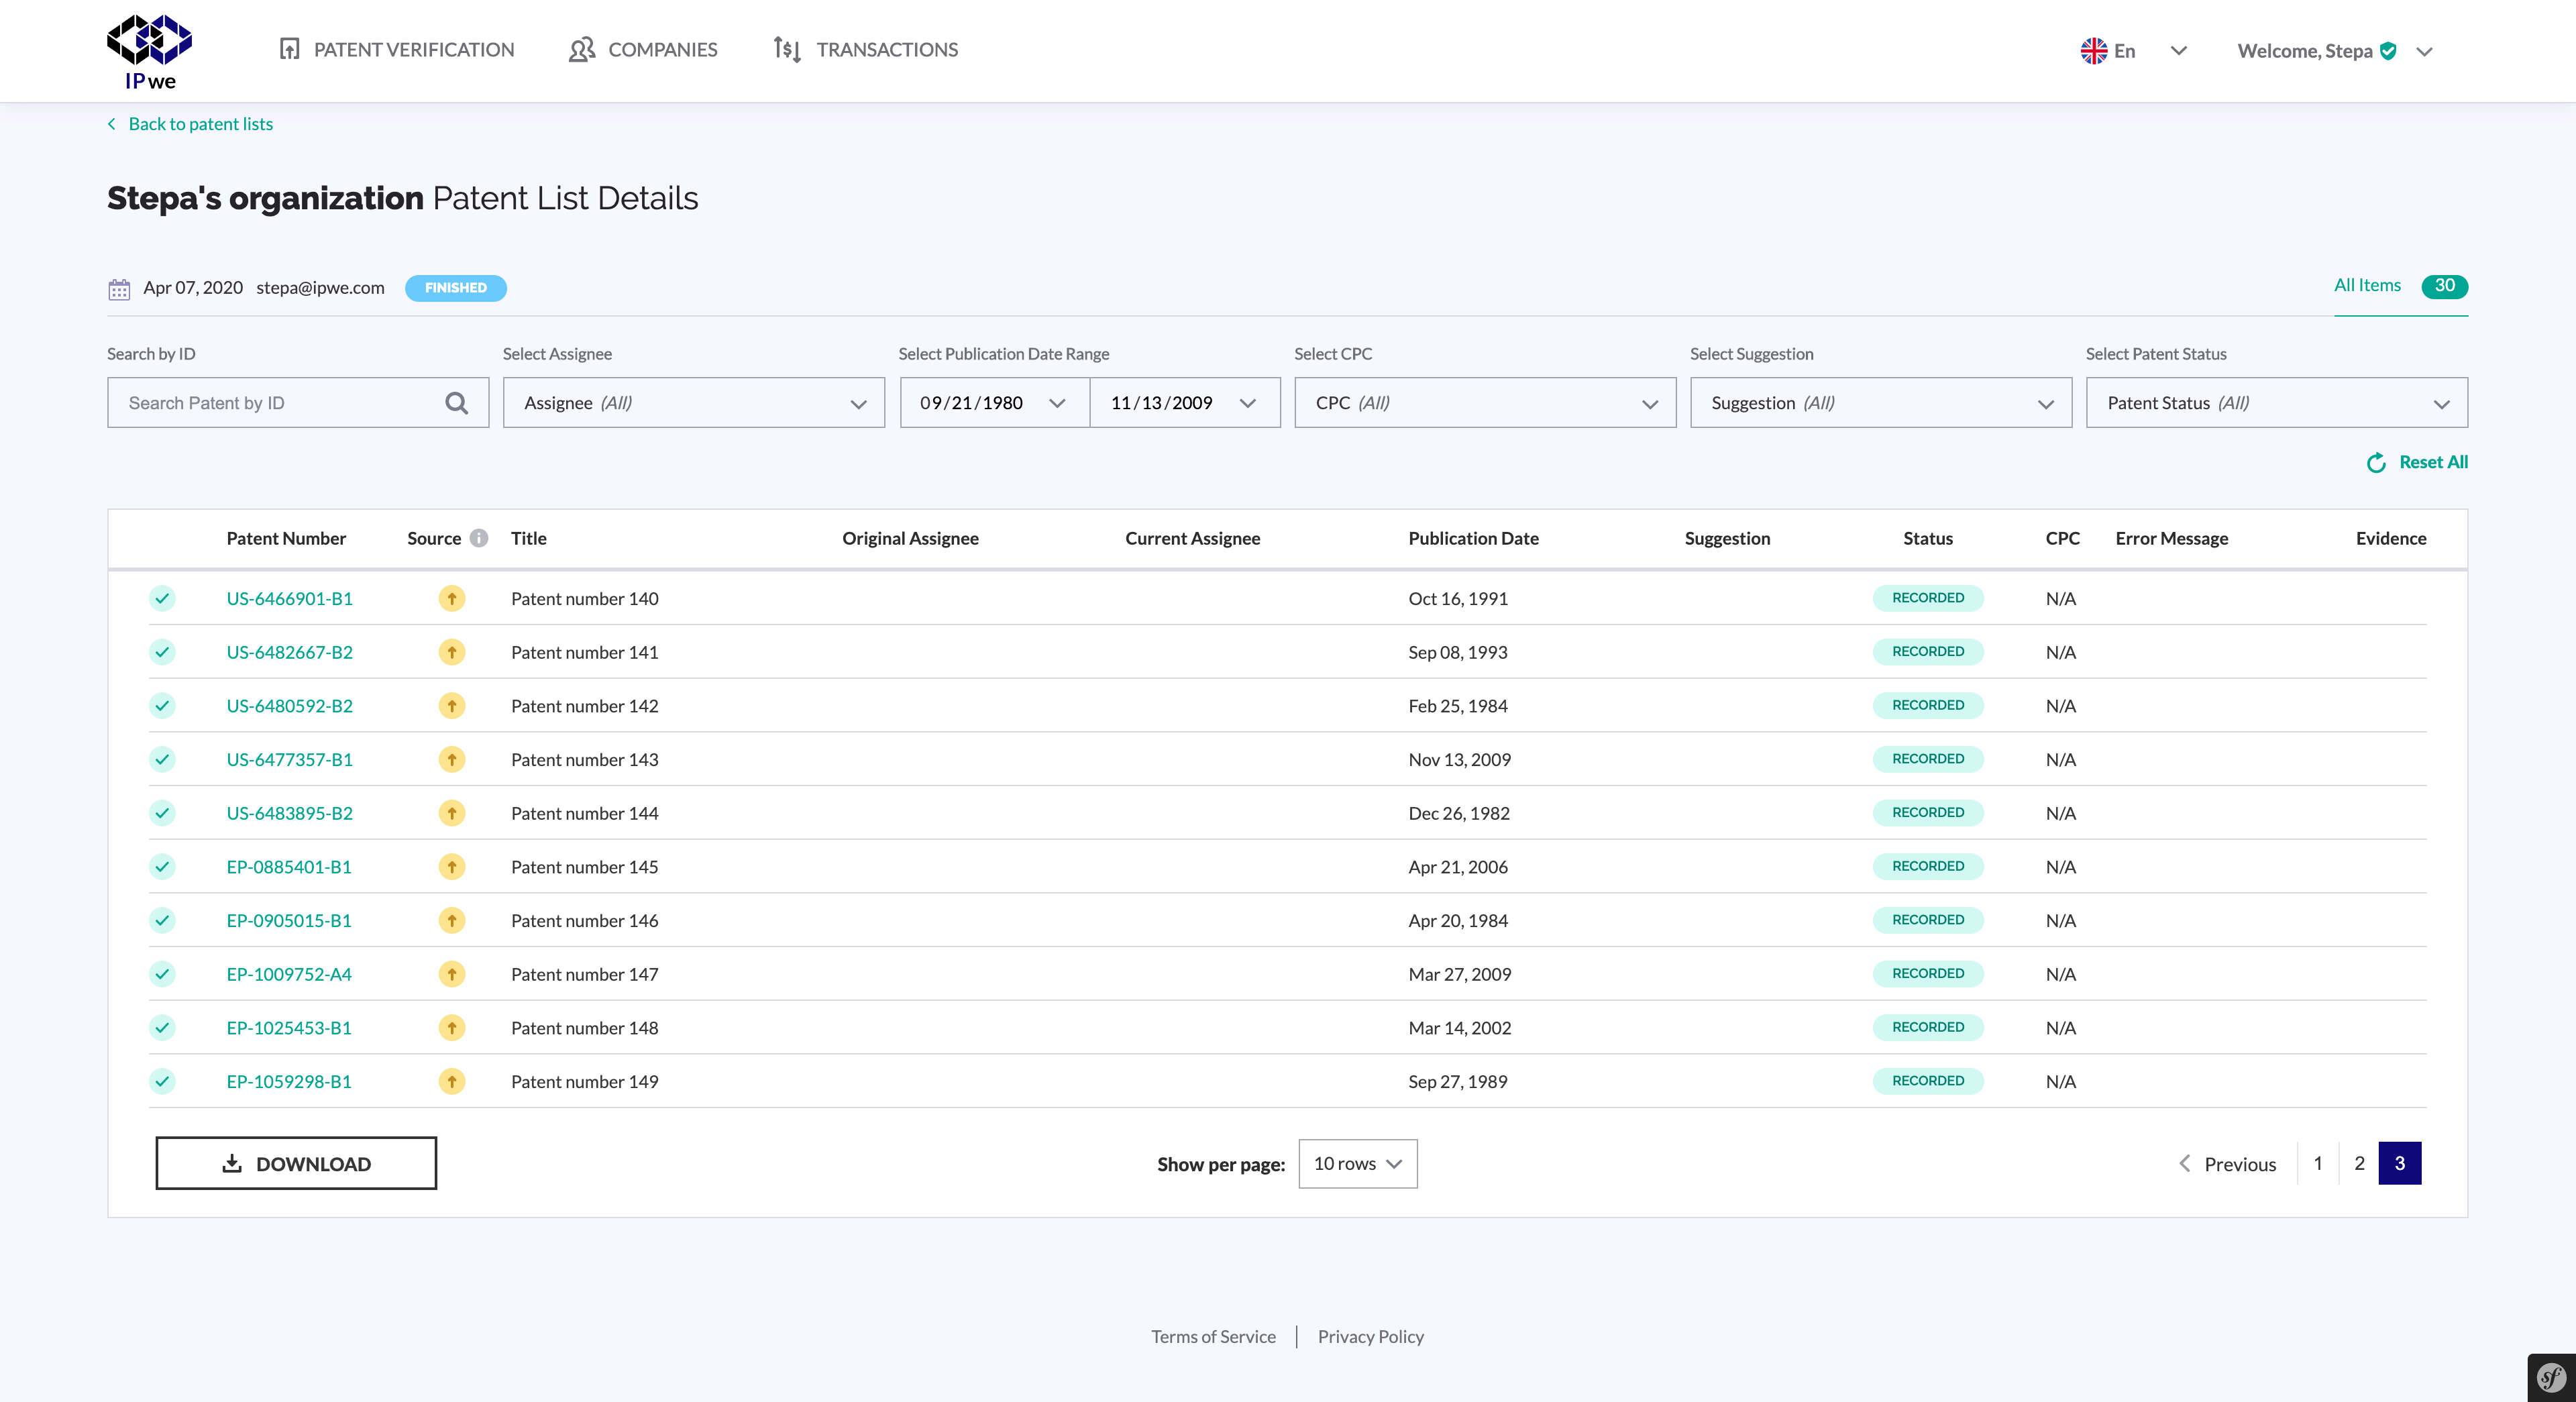 IPwe
PATENT VERIFICATION
COMPANIES
TRANSACTIONS
En
Welcome, Stepa
Back to patent lists
Stepa's organization Patent List Details
Apr 07, 2020 stepa@ipwe.com FINISHED
All Items 30
Search by ID Select Assignee Select Publication Date Range Select CPC Select Suggestion Select Patent Status
Search Patent by ID Assignee (All) 09/21/1980 11/13/2009 CPC (All) Suggestion (All) Patent Status (All)
Reset All
Patent Number Source i Title Original Assignee Current Assignee Publication Date Suggestion Status CPC Error Message Evidence
US-6466901-B1 Patent number 140 Oct 16, 1991 RECORDED N/A
US-6482667-B2 Patent number 141 Sep 08, 1993 RECORDED N/A
US-6480592-B2 Patent number 142 Feb 25, 1984 RECORDED N/A
US-6477357-B1 Patent number 143 Nov 13, 2009 RECORDED N/A
US-6483895-B2 Patent number 144 Dec 26, 1982 RECORDED N/A
EP-0885401-B1 Patent number 145 Apr 21, 2006 RECORDED N/A
EP-0905015-B1 Patent number 146 Apr 20, 1984 RECORDED N/A
EP-1009752-A4 Patent number 147 Mar 27, 2009 RECORDED N/A
EP-1025453-B1 Patent number 148 Mar 14, 2002 RECORDED N/A
EP-1059298-B1 Patent number 149 Sep 27, 1989 RECORDED N/A
DOWNLOAD Show per page: 10 rows Previous 1 2 3
Terms of Service | Privacy Policy
sf